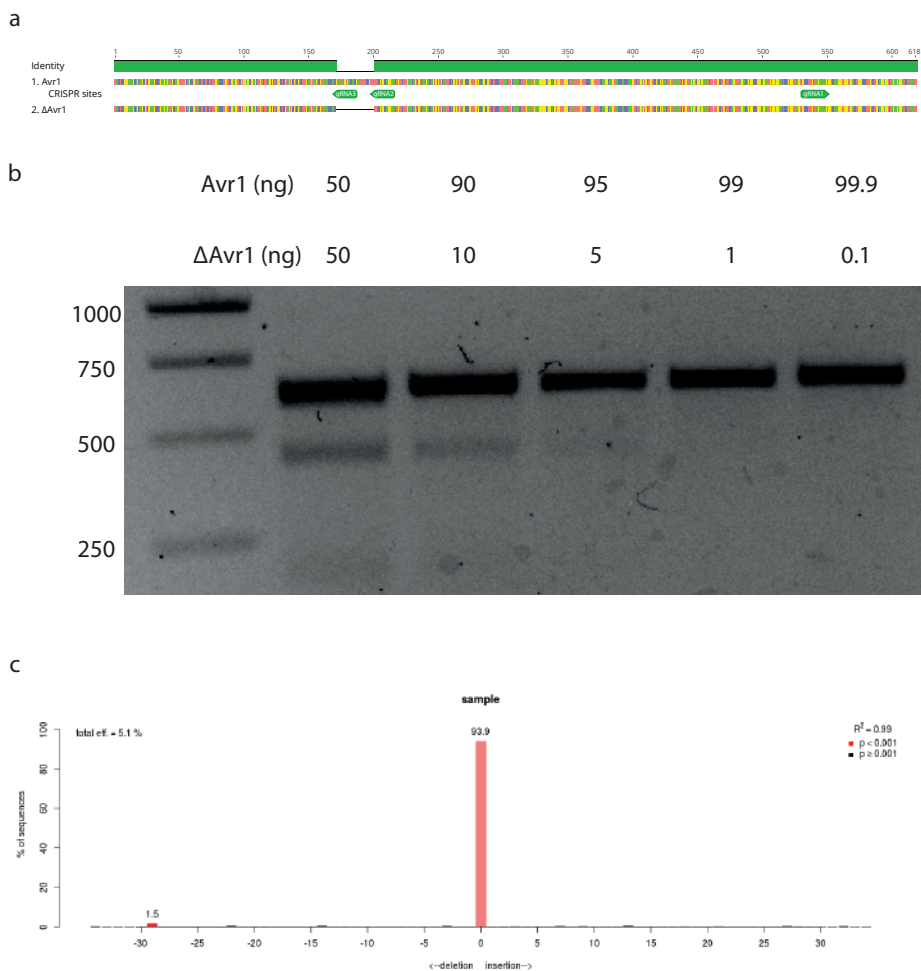 a
1 50 100 150 200 250 300 350 400 450 500 550 600 618
Identity
1. Avr1
CRISPR sites gRNA3 gRNA2 gRNA1
2. ΔAvr1
b
Avr1 (ng) 50 90 95 99 99.9
ΔAvr1 (ng) 50 10 5 1 0.1
1000
750
500
250
c
sample
total eff. = 5.1 %
R² = 0.99
p < 0.001
p ≥ 0.001
93.9
1.5
% of sequences
100
80
60
40
20
0
-30 -25 -20 -15 -10 -5 0 5 10 15 20 25 30
<--deletion insertion-->